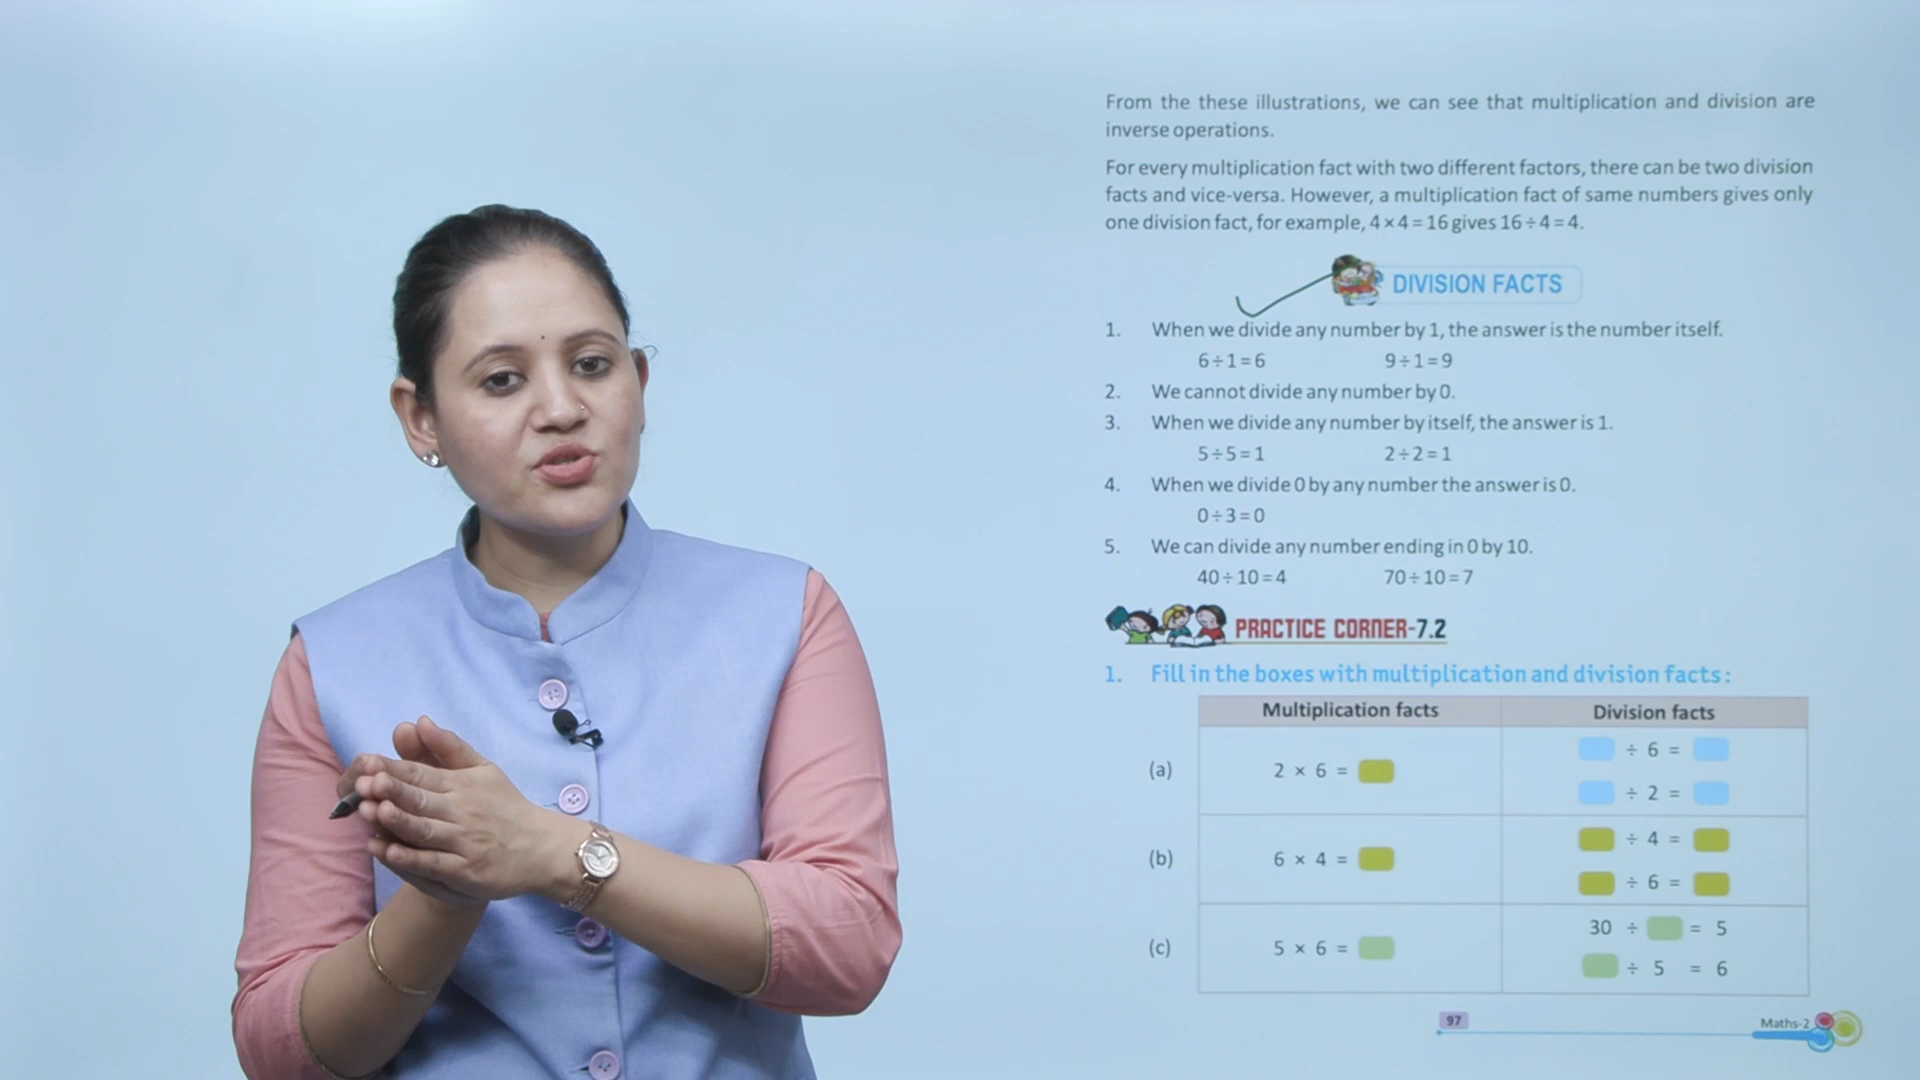 From the these illustrations, we can see that multiplication and division are
inverse operations.
For every multiplication fact with two different factors, there can be two division
facts and vice-versa. However, a multiplication fact of same numbers gives only
one division fact, for example, 4 × 4 = 16 gives 16 ÷ 4 = 4.
DIVISION FACTS
1. When we divide any number by 1, the answer is the number itself.
6 ÷ 1 = 6 9 ÷ 1 = 9
2. We cannot divide any number by 0.
3. When we divide any number by itself, the answer is 1.
5 ÷ 5 = 1 2 ÷ 2 = 1
4. When we divide 0 by any number the answer is 0.
0 ÷ 3 = 0
5. We can divide any number ending in 0 by 10.
40 ÷ 10 = 4 70 ÷ 10 = 7
PRACTICE CORNER-7.2
1. Fill in the boxes with multiplication and division facts :
Multiplication facts Division facts
(a) 2 × 6 =
÷ 6 =
÷ 2 =
(b) 6 × 4 =
÷ 4 =
÷ 6 =
(c) 5 × 6 =
30 ÷ = 5
÷ 5 = 6
97
Maths-2